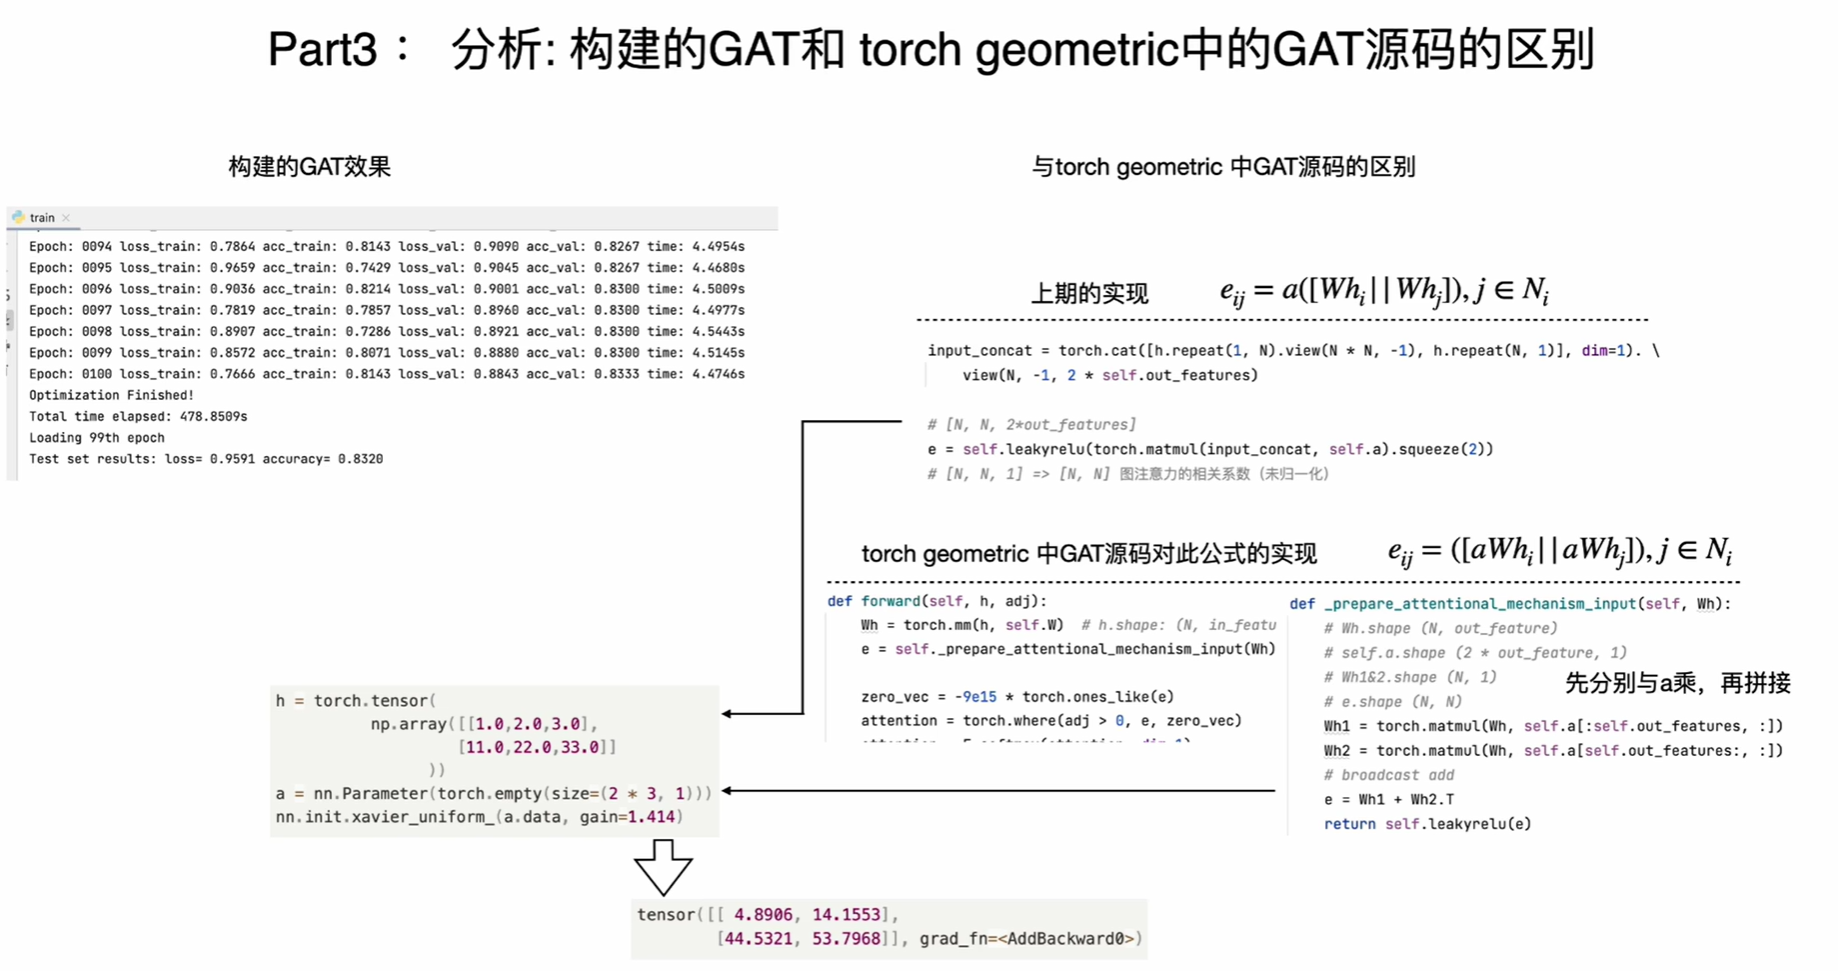 Part3： 分析: 构建的GAT和 torch geometric中的GAT源码的区别
构建的GAT效果
train
Epoch: 0094 loss_train: 0.7864 acc_train: 0.8143 loss_val: 0.9090 acc_val: 0.8267 time: 4.4954s
Epoch: 0095 loss_train: 0.9659 acc_train: 0.7429 loss_val: 0.9045 acc_val: 0.8267 time: 4.4680s
Epoch: 0096 loss_train: 0.9036 acc_train: 0.8214 loss_val: 0.9001 acc_val: 0.8300 time: 4.5009s
Epoch: 0097 loss_train: 0.7819 acc_train: 0.7857 loss_val: 0.8960 acc_val: 0.8300 time: 4.4977s
Epoch: 0098 loss_train: 0.8907 acc_train: 0.7286 loss_val: 0.8921 acc_val: 0.8300 time: 4.5443s
Epoch: 0099 loss_train: 0.8572 acc_train: 0.8071 loss_val: 0.8880 acc_val: 0.8300 time: 4.5145s
Epoch: 0100 loss_train: 0.7666 acc_train: 0.8143 loss_val: 0.8843 acc_val: 0.8333 time: 4.4746s
Optimization Finished!
Total time elapsed: 478.8509s
Loading 99th epoch
Test set results: loss= 0.9591 accuracy= 0.8320
与torch geometric 中GAT源码的区别
上期的实现 e_ij = a([Wh_i||Wh_j]), j ∈ N_i
input_concat = torch.cat([h.repeat(1, N).view(N * N, -1), h.repeat(N, 1)], dim=1). \
view(N, -1, 2 * self.out_features)
# [N, N, 2*out_features]
e = self.leakyrelu(torch.matmul(input_concat, self.a).squeeze(2))
# [N, N, 1] => [N, N] 图注意力的相关系数（未归一化）
torch geometric 中GAT源码对此公式的实现 e_ij = ([aWh_i||aWh_j]), j ∈ N_i
def forward(self, h, adj):
Wh = torch.mm(h, self.W)  # h.shape: (N, in_featu
e = self._prepare_attentional_mechanism_input(Wh)
zero_vec = -9e15 * torch.ones_like(e)
attention = torch.where(adj > 0, e, zero_vec)
def _prepare_attentional_mechanism_input(self, Wh):
# Wh.shape (N, out_feature)
# self.a.shape (2 * out_feature, 1)
# Wh1&2.shape (N, 1)
# e.shape (N, N)
先分别与a乘，再拼接
Wh1 = torch.matmul(Wh, self.a[:self.out_features, :])
Wh2 = torch.matmul(Wh, self.a[self.out_features:, :])
# broadcast add
e = Wh1 + Wh2.T
return self.leakyrelu(e)
h = torch.tensor(
np.array([[1.0,2.0,3.0],
[11.0,22.0,33.0]]
))
a = nn.Parameter(torch.empty(size=(2 * 3, 1)))
nn.init.xavier_uniform_(a.data, gain=1.414)
tensor([[ 4.8906, 14.1553],
[44.5321, 53.7968]], grad_fn=<AddBackward0>)